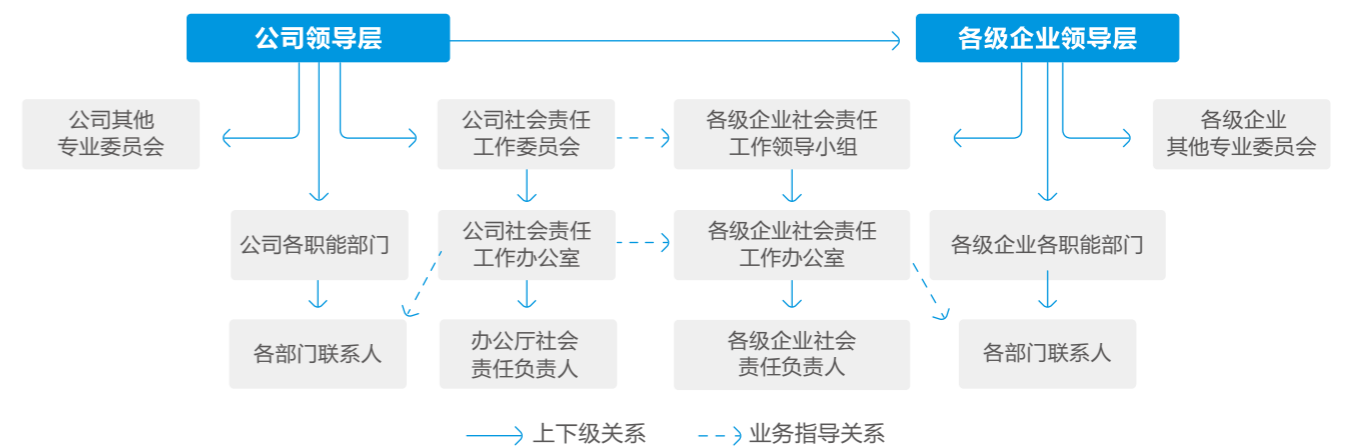 公司领导层
各级企业领导层
公司其他
专业委员会
公司社会责任
工作委员会
各级企业社会责任
工作领导小组
各级企业
其他专业委员会
公司各职能部门
公司社会责任
工作办公室
各级企业社会责任
工作办公室
各级企业各职能部门
各部门联系人
办公厅社会
责任负责人
各级企业社会
责任负责人
各部门联系人
上下级关系
业务指导关系